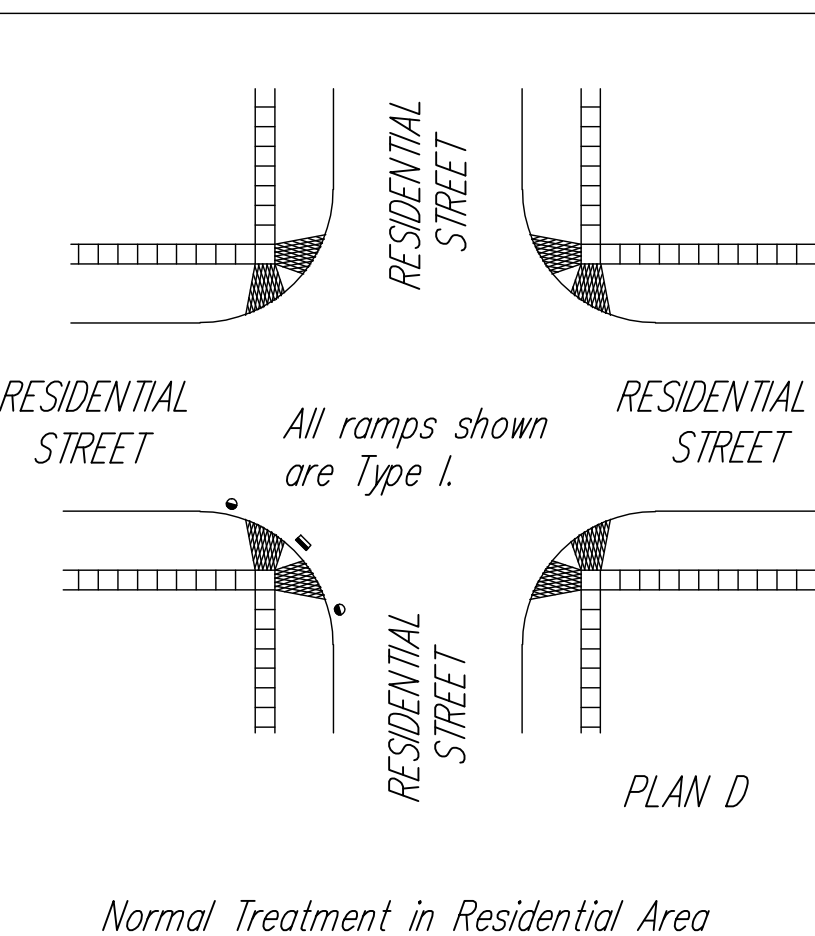 RESIDENTIAL
STREET
RESIDENTIAL
STREET
All ramps shown
are Type I.
RESIDENTIAL
STREET
RESIDENTIAL
STREET
PLAN D
Normal Treatment in Residential Area